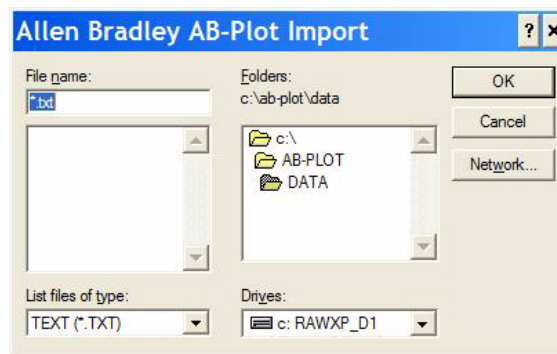 Allen Bradley AB-Plot Import
File name:
*.txt
Folders:
c:\ab-plot\data
c:\
AB-PLOT
DATA
OK
Cancel
Network...
List files of type:
TEXT (*.TXT)
Drives:
c: RAWXP_D1